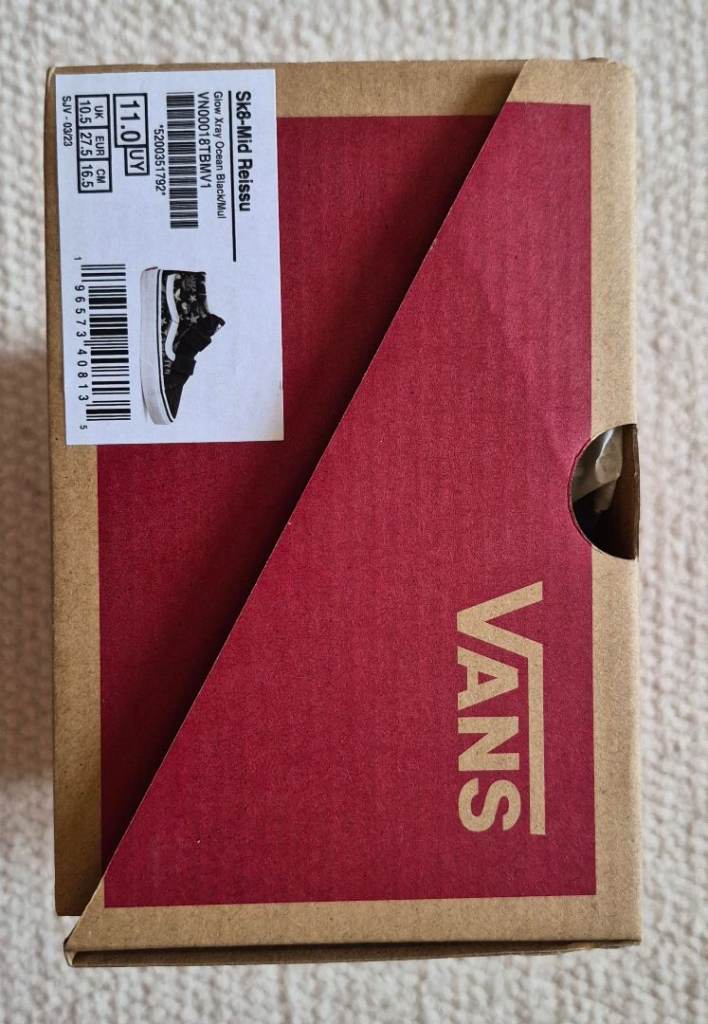 Sk8-Mid Reissu
Glow Xray Ocean Black/Mul
VN00018TBMV1
*5200351792*
11.0 UY
UK EUR CM
10.5 27.5 16.5
SJV - 03/23
1 96573 40813 5
VANS